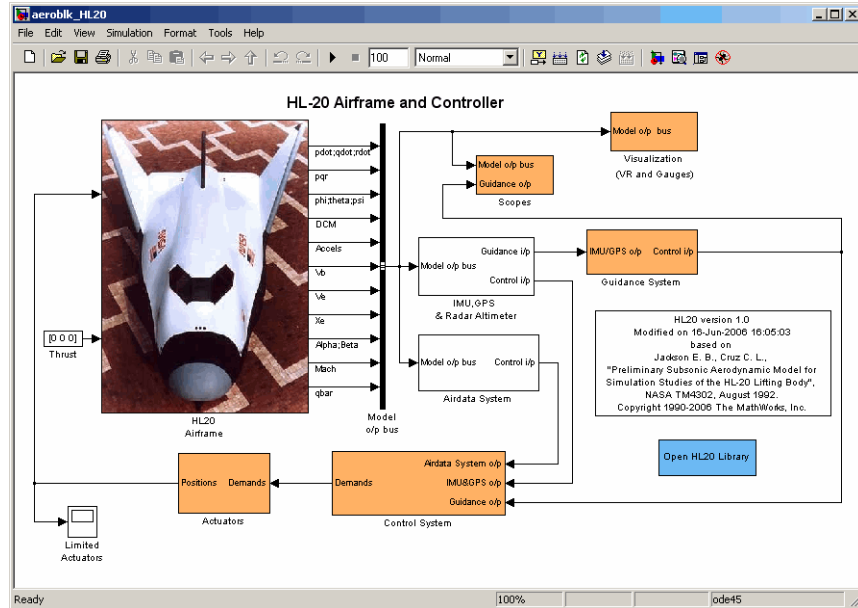 aeroblk_HL20
File Edit View Simulation Format Tools Help
100 Normal
HL-20 Airframe and Controller
pdot;qdot;rdot
pqr
phi;theta;psi
DCM
Accels
Vb
Ve
Xe
Alpha;Beta
Mach
qbar
[0 0 0]
Thrust
HL20
Airframe
Model
o/p bus
Model o/p bus
Visualization
(VR and Gauges)
Model o/p bus
Guidance o/p
Scopes
Model o/p bus
Guidance i/p
Control i/p
IMU,GPS
& Radar Altimeter
IMU/GPS o/p Control i/p
Guidance System
Model o/p bus Control i/p
Airdata System
HL20 version 1.0
Modified on 16-Jun-2006 16:05:03
based on
Jackson E. B., Cruz C. L.,
"Preliminary Subsonic Aerodynamic Model for
Simulation Studies of the HL-20 Lifting Body",
NASA TM4302, August 1992.
Copyright 1990-2006 The MathWorks, Inc.
Open HL20 Library
Positions Demands
Actuators
Demands
Airdata System o/p
IMU&GPS o/p
Guidance o/p
Control System
Limited
Actuators
Ready 100% ode45